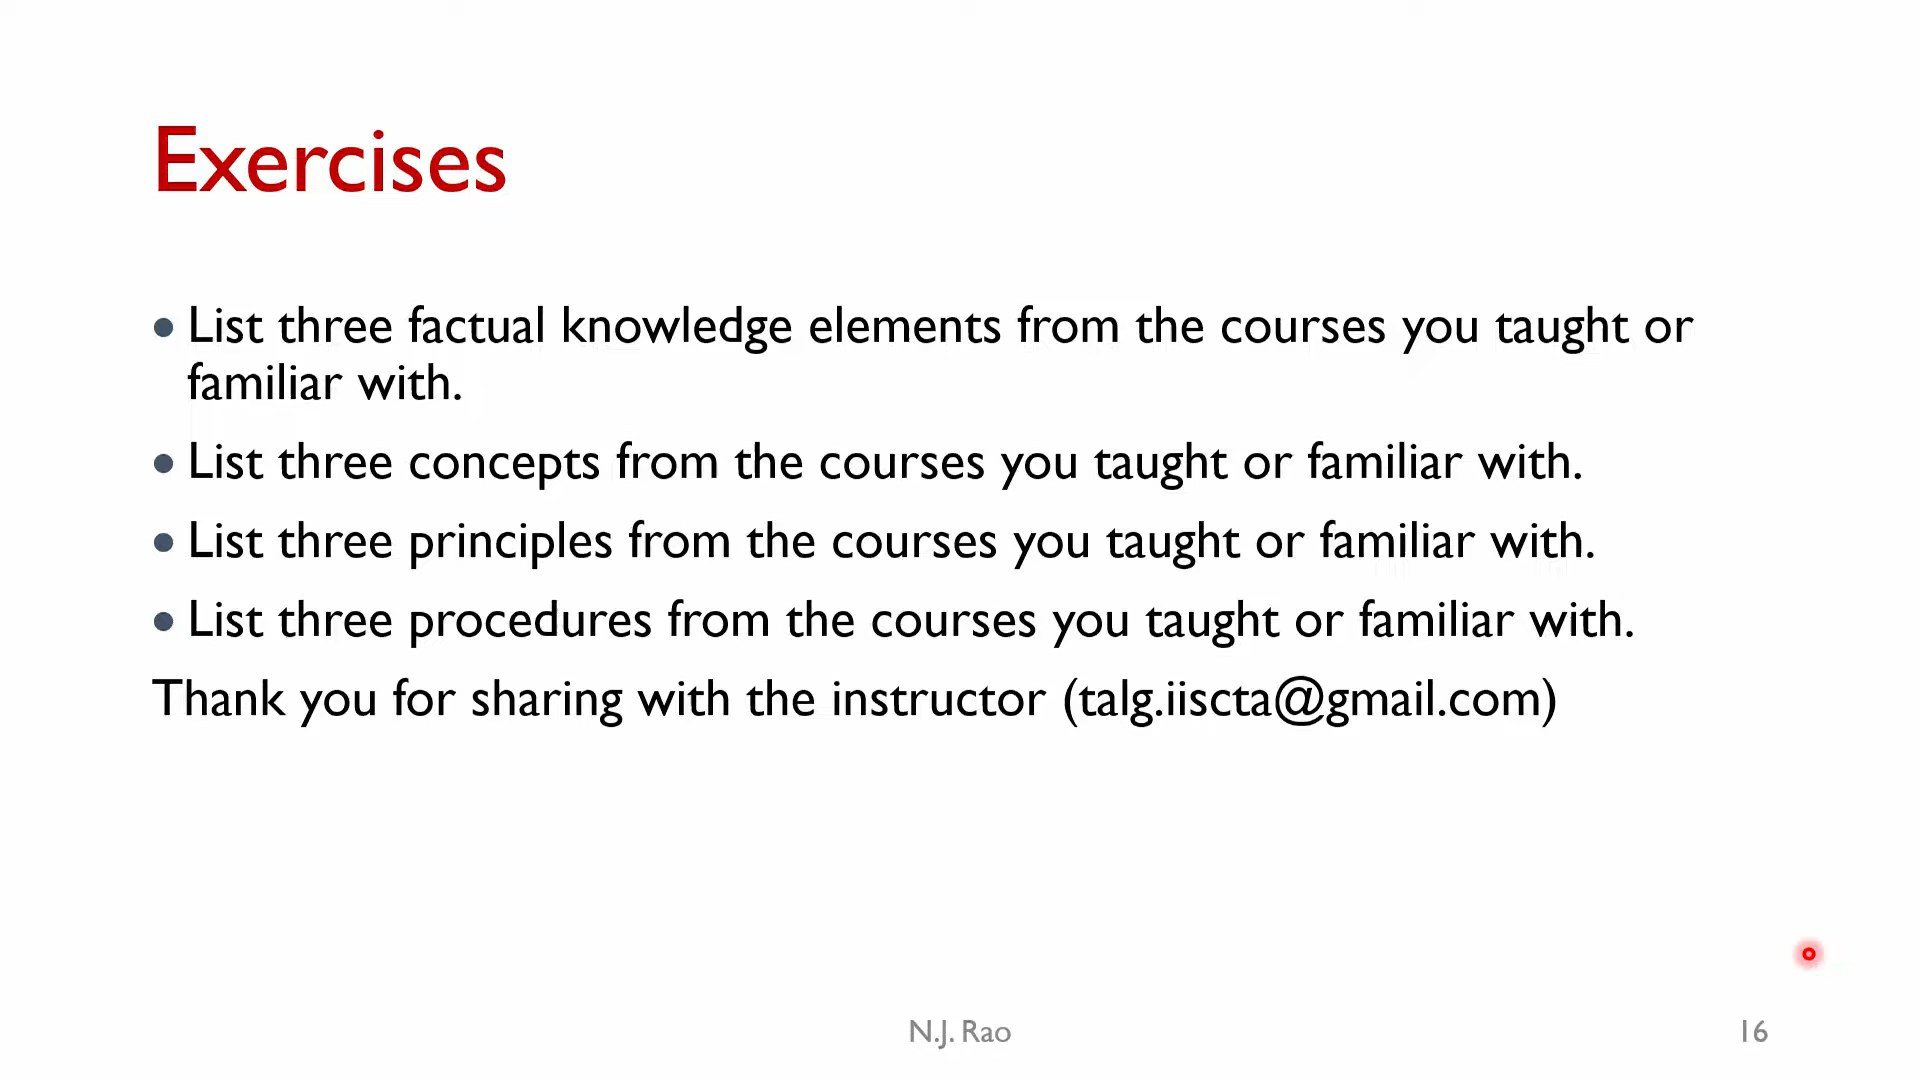 Exercises
• List three factual knowledge elements from the courses you taught or
familiar with.
• List three concepts from the courses you taught or familiar with.
• List three principles from the courses you taught or familiar with.
• List three procedures from the courses you taught or familiar with.
Thank you for sharing with the instructor (talg.iiscta@gmail.com)
N.J. Rao
16